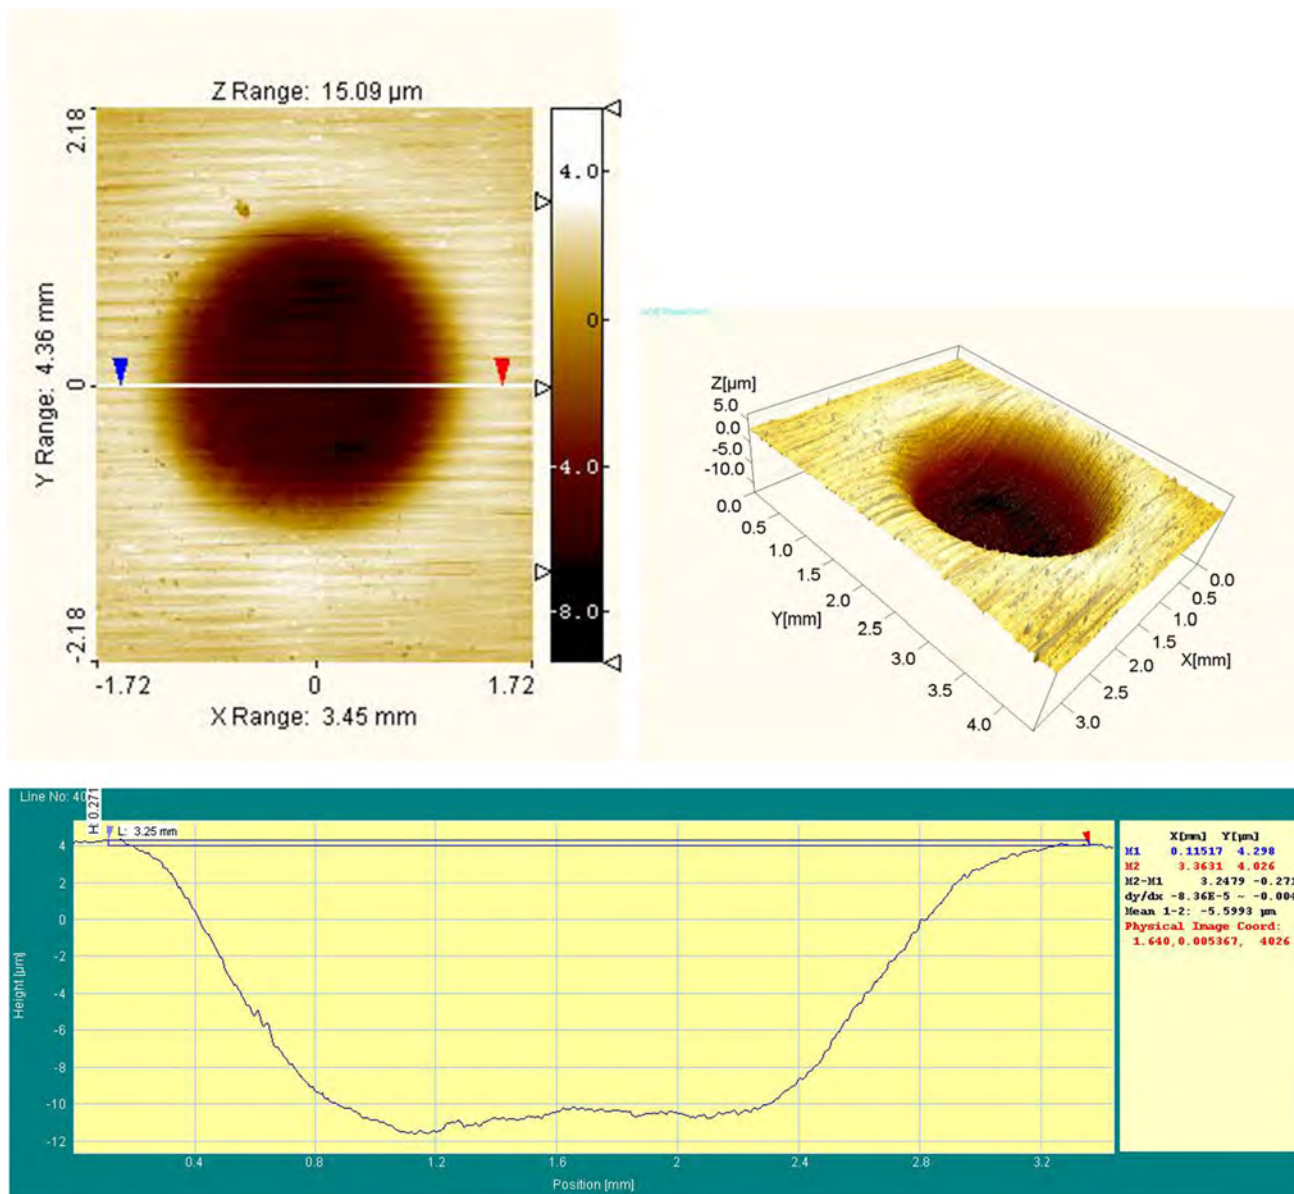 Z Range: 15.09 µm
2.18
0
-2.18
Y Range: 4.36 mm
4.0
0
-4.0
-8.0
-1.72 0 1.72
X Range: 3.45 mm
Z[µm]
5.0
0.0
-5.0
-10.0
0.0
0.5
1.0
1.5
2.0
2.5
3.0
3.5
4.0
Y[mm]
0.0
0.5
1.0
1.5
2.0
2.5
3.0
X[mm]
Line No: 40
H: 0.271
L: 3.25 mm
4
2
0
-2
-4
-6
-8
-10
-12
Height [µm]
0.4 0.8 1.2 1.6 2 2.4 2.8 3.2
Position [mm]
X[mm] Y[µm]
M1 0.11517 4.298
M2 3.3631 4.026
M2-M1 3.2479 -0.271
dy/dx -8.36E-5 ~ -0.004
Mean 1-2: -5.5993 µm
Physical Image Coord:
1.640,0.005367, 4026